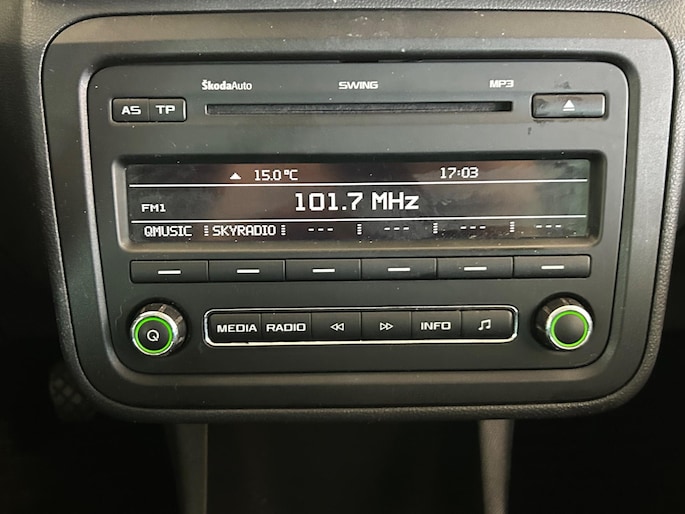 ŠkodaAuto SWING MP3
AS TP
15.0°C 17:03
101.7 MHz
FM1
QMUSIC SKYRADIO --- --- --- ---
MEDIA RADIO INFO
Q